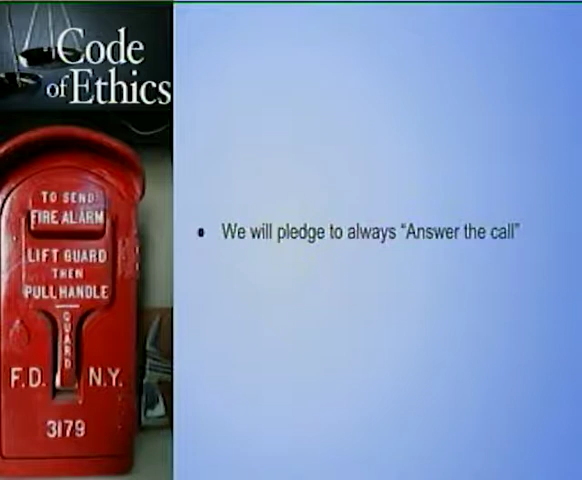 Code
of Ethics
TO SEND
FIRE ALARM
LIFT GUARD
THEN
PULL HANDLE
GUARD
F.D. N.Y.
3179
• We will pledge to always “Answer the call”